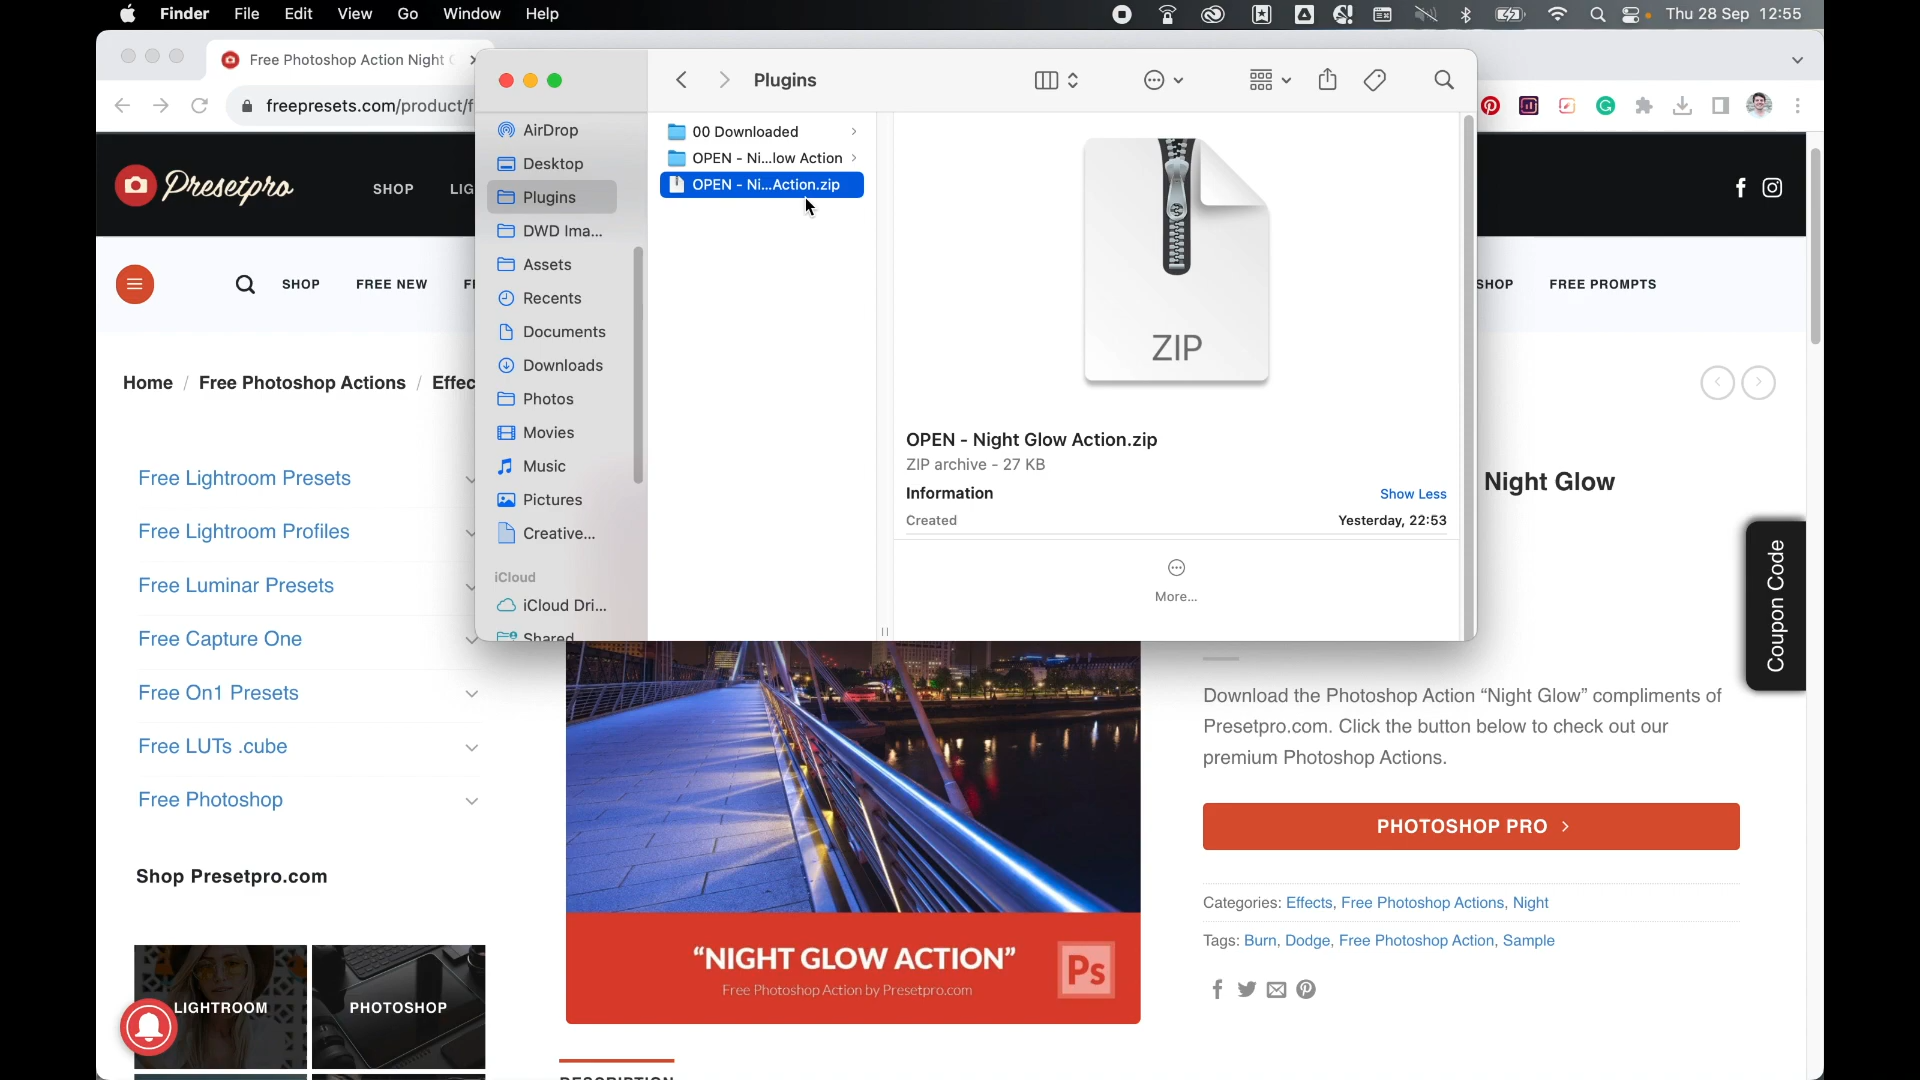 Finder File Edit View Go Window Help Thu 28 Sep 12:55
Free Photoshop Action Night
freepresets.com/product/f
Plugins
AirDrop
Desktop
Plugins
DWD Ima...
Assets
Recents
Documents
Downloads
Photos
Movies
Music
Pictures
Creative...
iCloud
iCloud Dri...
Shared
00 Downloaded
OPEN - Ni...low Action
OPEN - Ni...Action.zip
ZIP
OPEN - Night Glow Action.zip
ZIP archive - 27 KB
Information Show Less
Created Yesterday, 22:53
More...
Presetpro SHOP LIG
SHOP FREE NEW SHOP FREE PROMPTS
Home / Free Photoshop Actions / Effec
Free Lightroom Presets
Free Lightroom Profiles
Free Luminar Presets
Free Capture One
Free On1 Presets
Free LUTs .cube
Free Photoshop
Shop Presetpro.com
LIGHTROOM
PHOTOSHOP
"NIGHT GLOW ACTION"
Free Photoshop Action by Presetpro.com
Ps
DESCRIPTION
Night Glow
Coupon Code
Download the Photoshop Action “Night Glow” compliments of
Presetpro.com. Click the button below to check out our
premium Photoshop Actions.
PHOTOSHOP PRO
Categories: Effects, Free Photoshop Actions, Night
Tags: Burn, Dodge, Free Photoshop Action, Sample